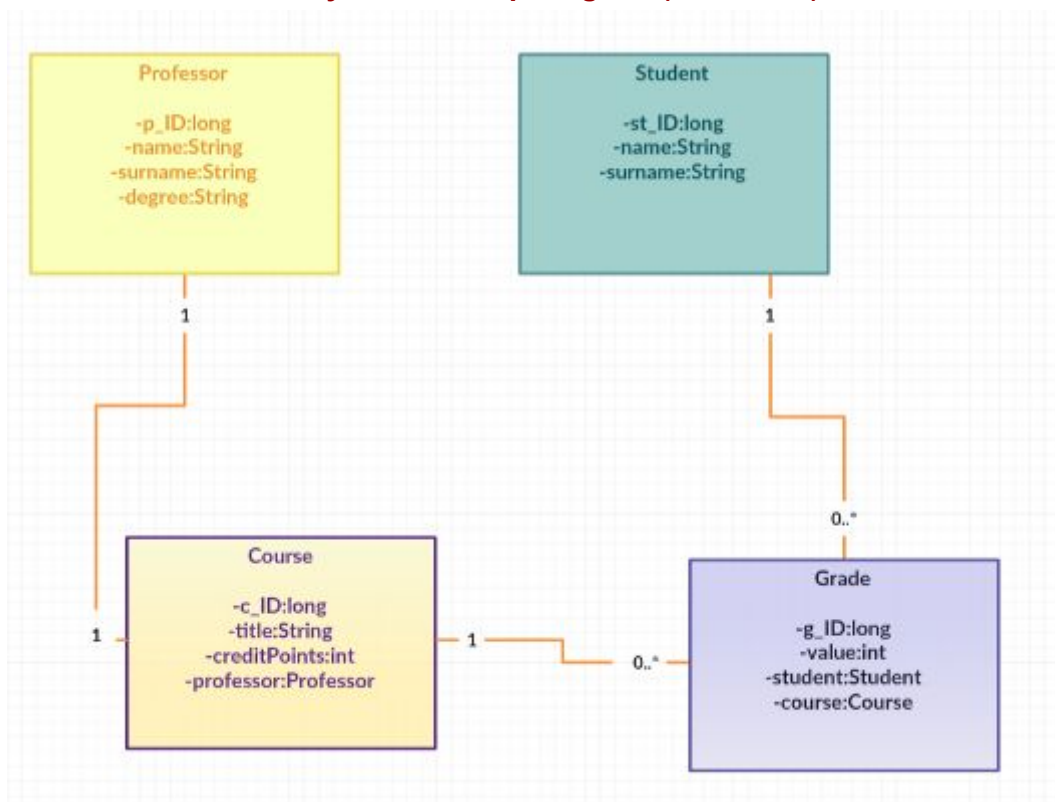 Professor
-p_ID:long
-name:String
-surname:String
-degree:String
Student
-st_ID:long
-name:String
-surname:String
1
1
0..*
Course
-c_ID:long
-title:String
-creditPoints:int
-professor:Professor
1
1
0..*
Grade
-g_ID:long
-value:int
-student:Student
-course:Course